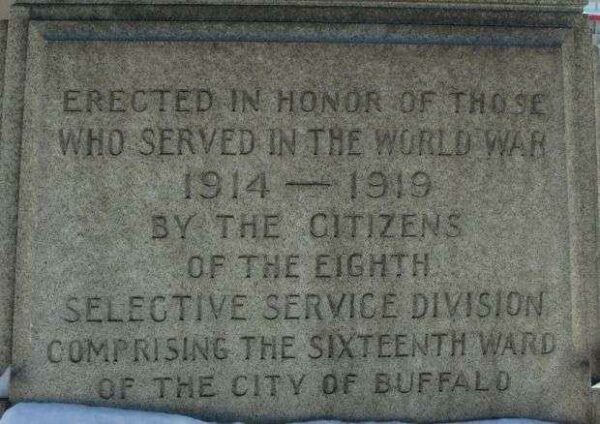 ERECTED IN HONOR OF THOSE
WHO SERVED IN THE WORLD WAR
1914 — 1919
BY THE CITIZENS
OF THE EIGHTH
SELECTIVE SERVICE DIVISION
COMPRISING THE SIXTEENTH WARD
OF THE CITY OF BUFFALO